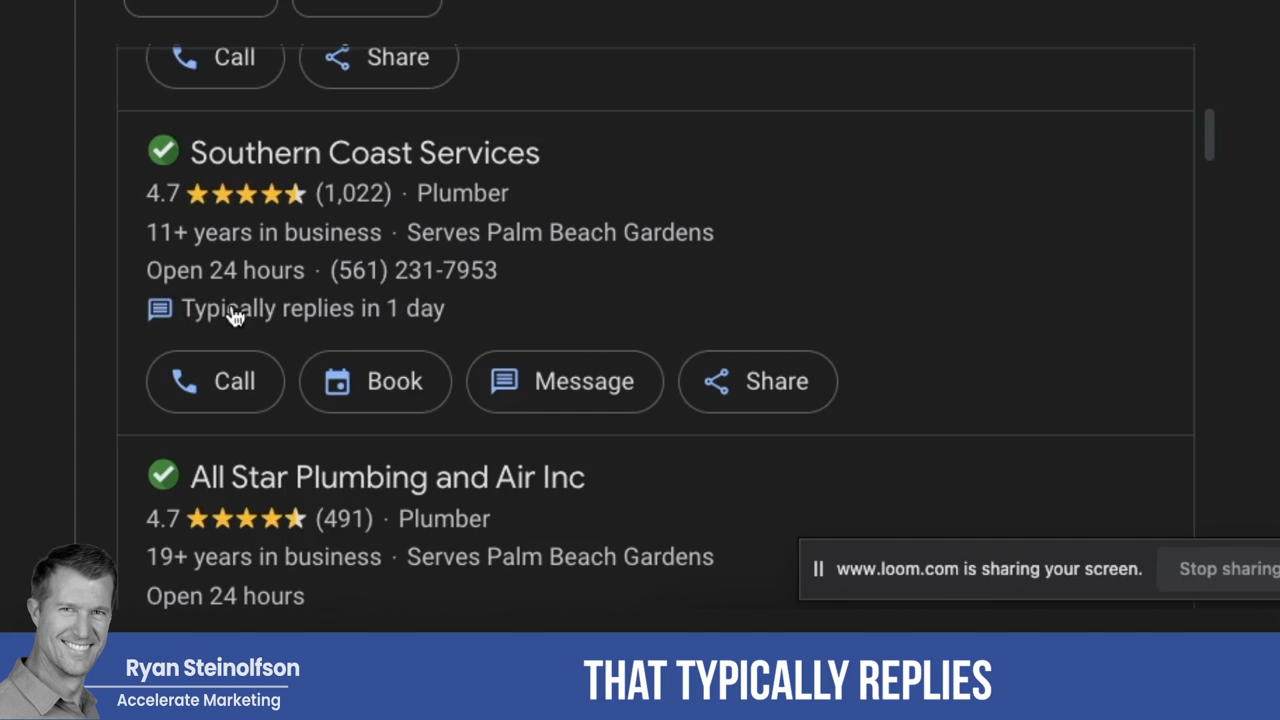 Call Share
Southern Coast Services
4.7 (1,022) · Plumber
11+ years in business · Serves Palm Beach Gardens
Open 24 hours · (561) 231-7953
Typically replies in 1 day
Call Book Message Share
All Star Plumbing and Air Inc
4.7 (491) · Plumber
19+ years in business · Serves Palm Beach Gardens
www.loom.com is sharing your screen. Stop sharing
Open 24 hours
Ryan Steinolfson
Accelerate Marketing
THAT TYPICALLY REPLIES